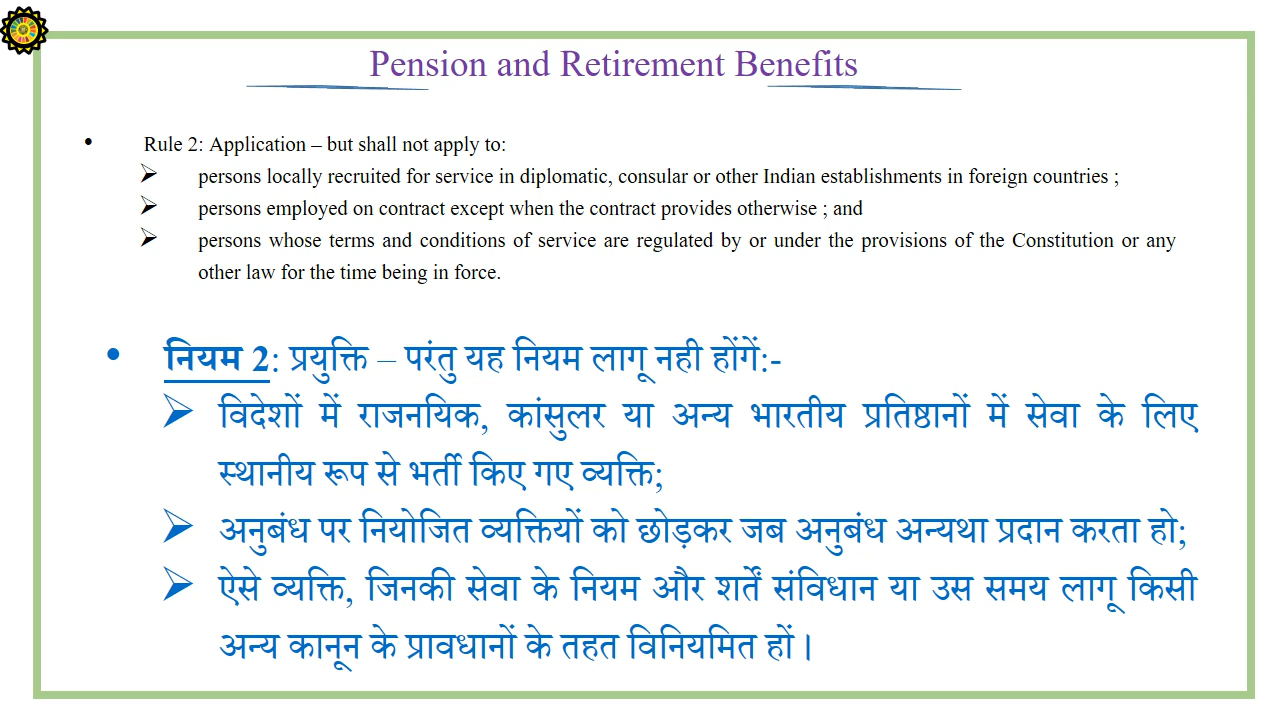 Pension and Retirement Benefits
• Rule 2: Application – but shall not apply to:
➢ persons locally recruited for service in diplomatic, consular or other Indian establishments in foreign countries ;
➢ persons employed on contract except when the contract provides otherwise ; and
➢ persons whose terms and conditions of service are regulated by or under the provisions of the Constitution or any
other law for the time being in force.
• नियम 2: प्रयुक्ति – परंतु यह नियम लागू नही होंगें:-
➢ विदेशों में राजनयिक, कांसुलर या अन्य भारतीय प्रतिष्ठानों में सेवा के लिए
स्थानीय रूप से भर्ती किए गए व्यक्ति;
➢ अनुबंध पर नियोजित व्यक्तियों को छोड़कर जब अनुबंध अन्यथा प्रदान करता हो;
➢ ऐसे व्यक्ति, जिनकी सेवा के नियम और शर्तें संविधान या उस समय लागू किसी
अन्य कानून के प्रावधानों के तहत विनियमित हों।